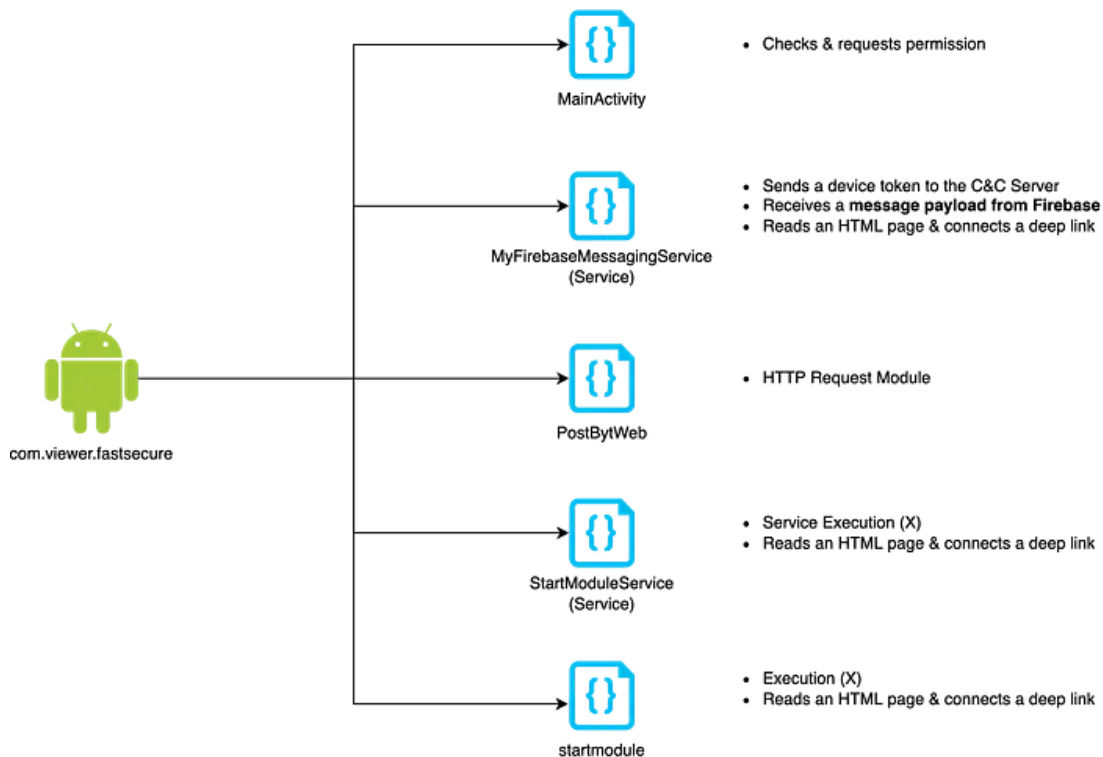 • Checks & requests permission
MainActivity
• Sends a device token to the C&C Server
• Receives a message payload from Firebase
• Reads an HTML page & connects a deep link
MyFirebaseMessagingService
(Service)
• HTTP Request Module
PostBytWeb
com.viewer.fastsecure
• Service Execution (X)
• Reads an HTML page & connects a deep link
StartModuleService
(Service)
• Execution (X)
• Reads an HTML page & connects a deep link
startmodule